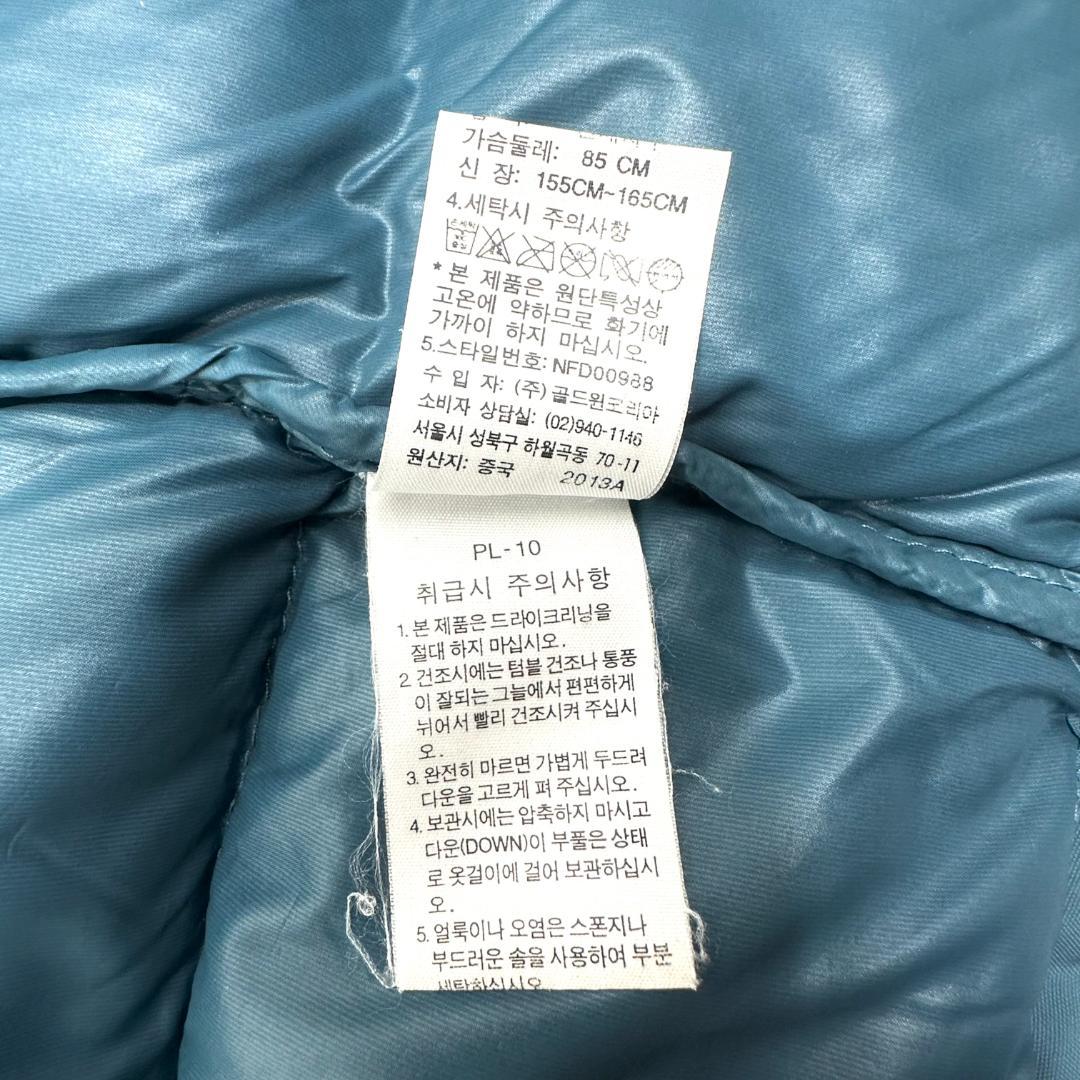 가슴둘레: 85 CM
신 장: 155CM~165CM
4.세탁시 주의사항
*본 제품은 원단특성상
고온에 약하므로 화기에
가까이 하지 마십시오.
5.스타일번호: NFD00988
수 입 자: (주)골드윈코리아
소비자 상담실: (02)940-1146
서울시 성북구 하월곡동 70-11
원산지: 중국 2013A
PL-10
취급시 주의사항
1. 본 제품은 드라이크리닝을
절대 하지 마십시오.
2. 건조시에는 텀블 건조나 통풍
이 잘되는 그늘에서 편편하게
뉘어서 빨리 건조시켜 주십시
오.
3. 완전히 마르면 가볍게 두드려
다운을 고르게 펴 주십시오.
4. 보관시에는 압축하지 마시고
다운(DOWN)이 부풀은 상태
로 옷걸이에 걸어 보관하십시
오.
5. 얼룩이나 오염은 스폰지나
부드러운 솔을 사용하여 부분
세탁하십시오